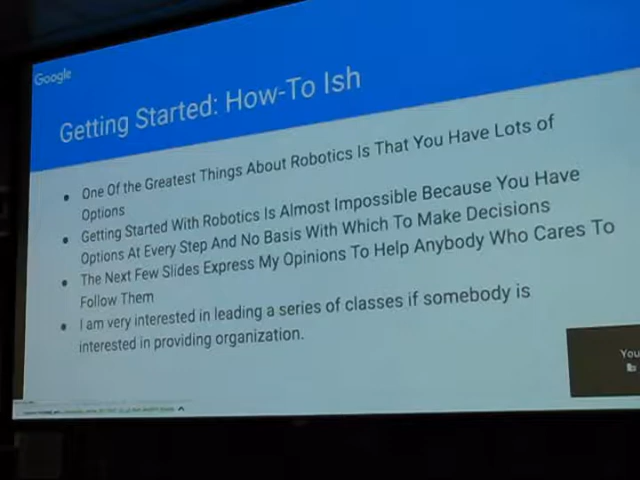 Google
Getting Started: How-To Ish
• One Of the Greatest Things About Robotics Is That You Have Lots of
Options
• Getting Started With Robotics Is Almost Impossible Because You Have
Options At Every Step And No Basis With Which To Make Decisions
• The Next Few Slides Express My Opinions To Help Anybody Who Cares To
Follow Them
• I am very interested in leading a series of classes if somebody is
interested in providing organization.
You